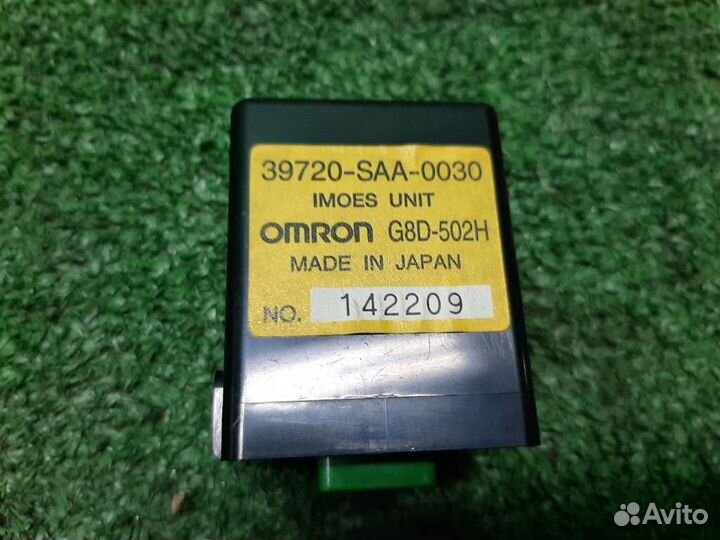 39720-SAA-0030
IMOES UNIT
OMRON G8D-502H
MADE IN JAPAN
NO. 142209
Avito